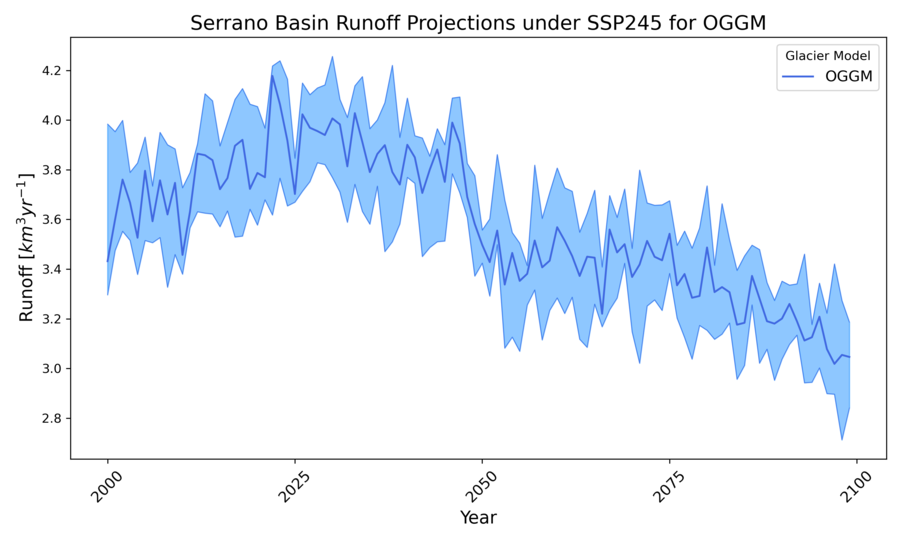 Serrano Basin Runoff Projections under SSP245 for OGGM
Glacier Model
OGGM
4.2
4.0
3.8
3.6
3.4
3.2
3.0
2.8
Runoff [km³yr⁻¹]
2000
2025
2050
2075
2100
Year